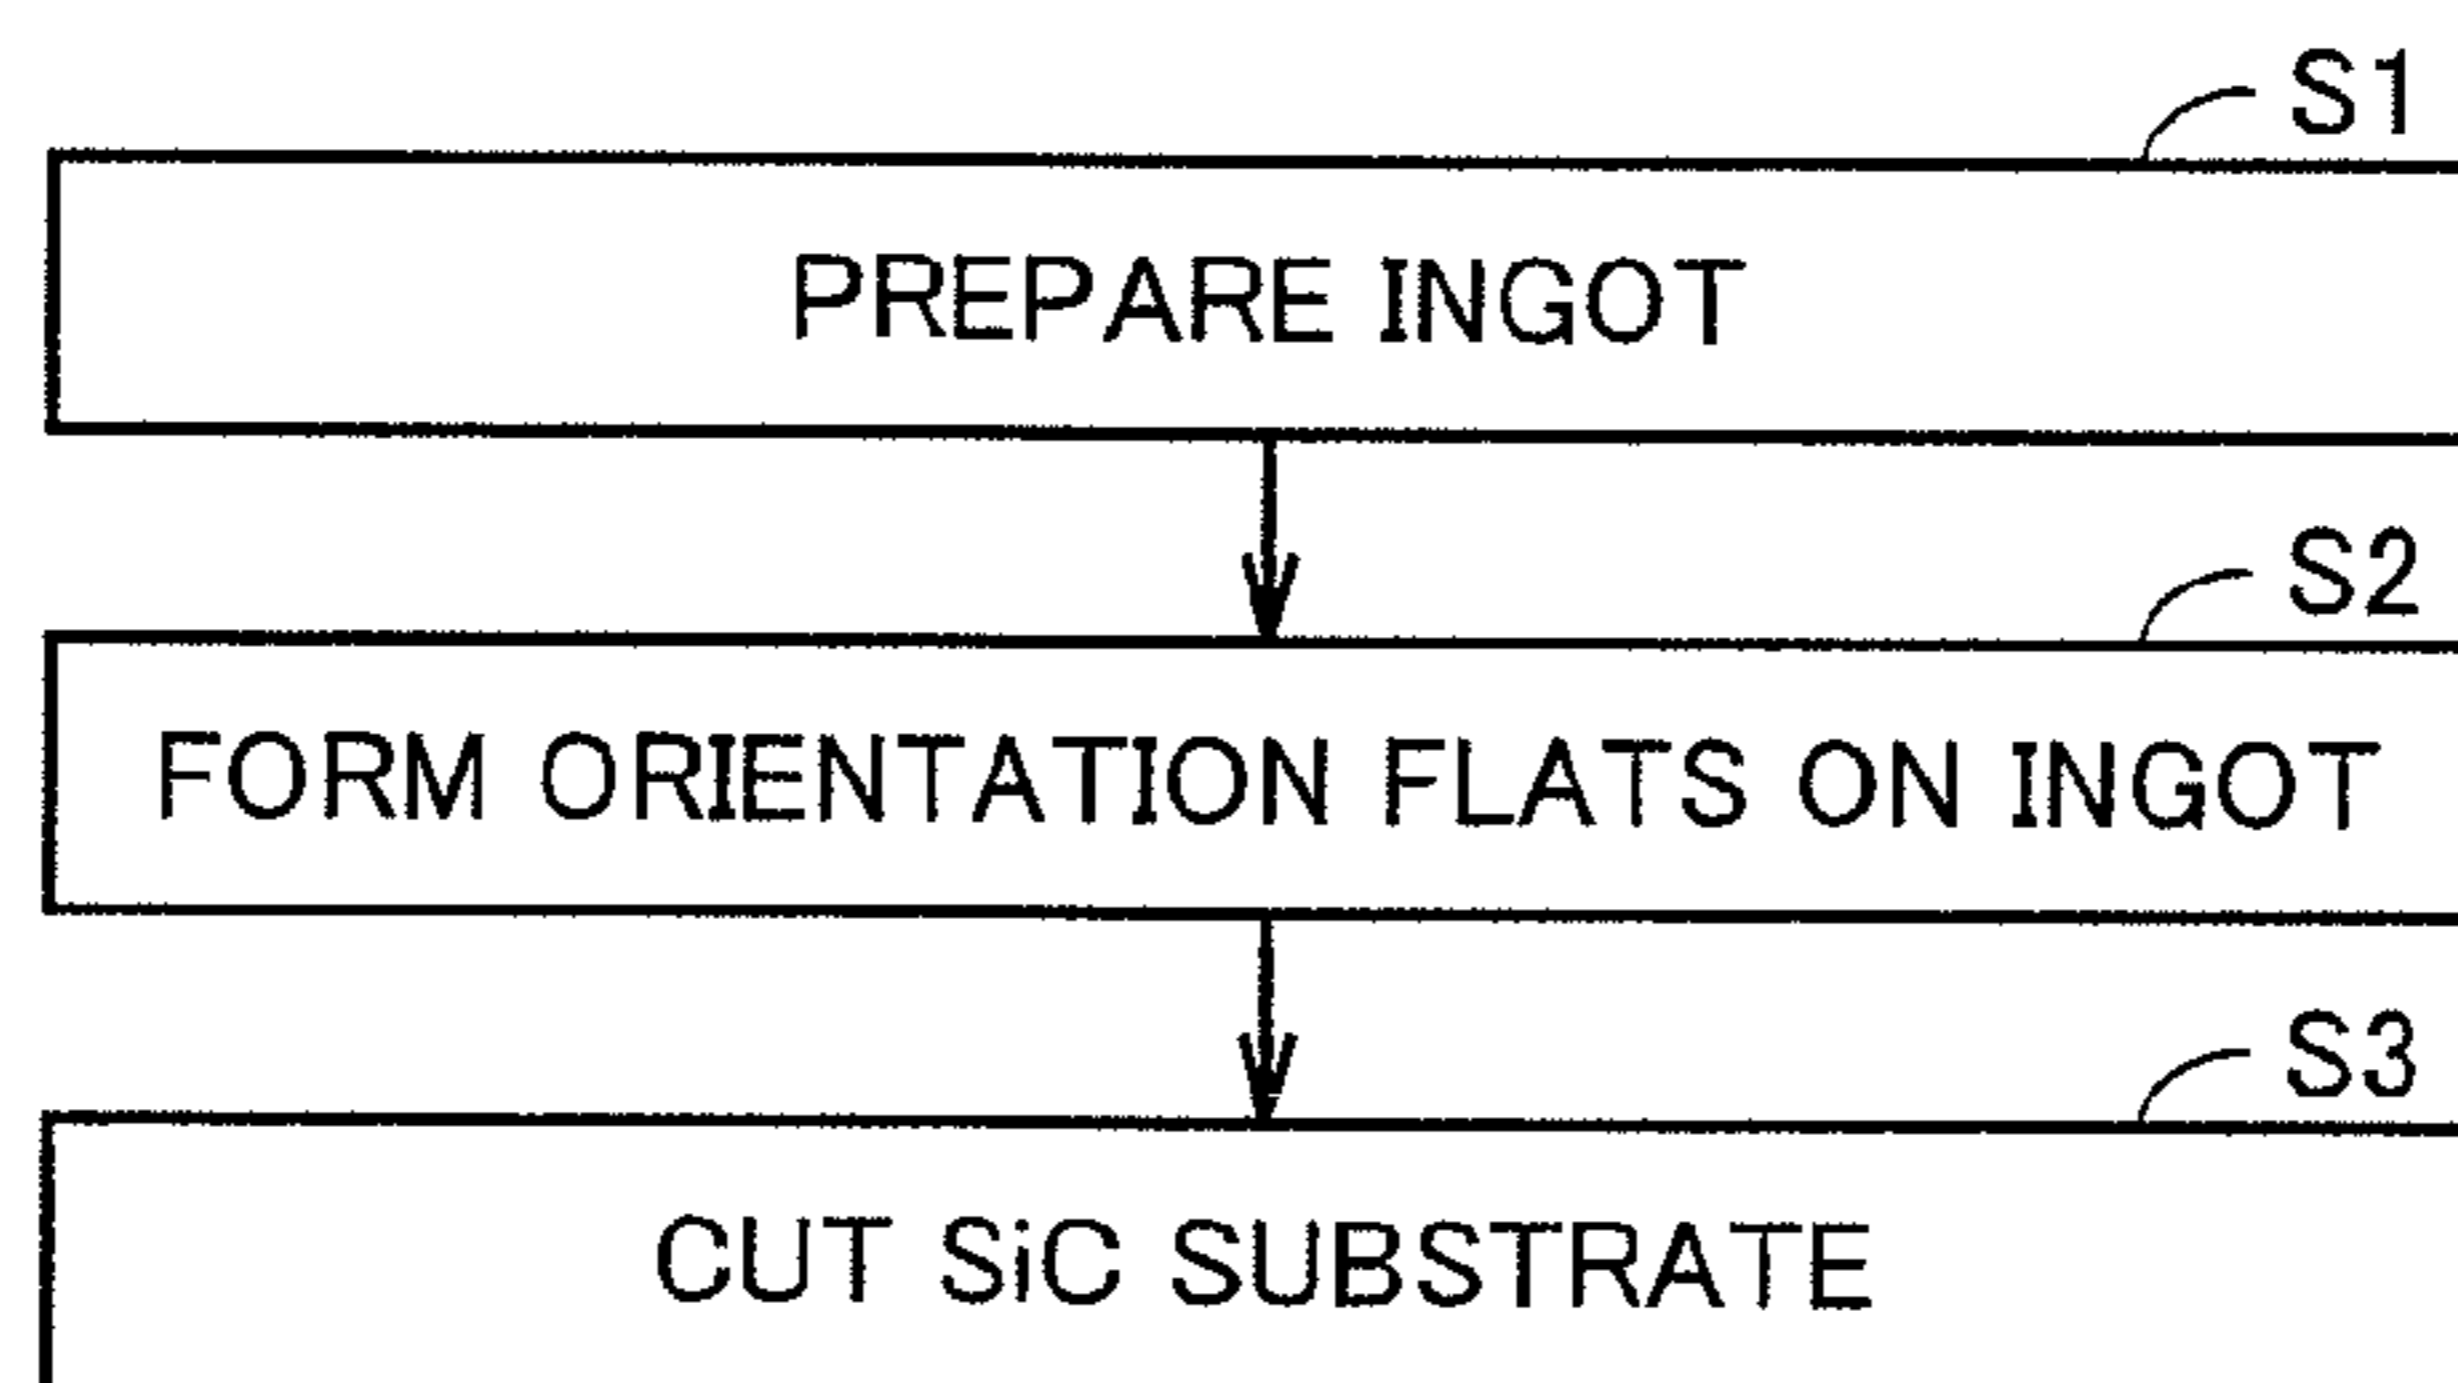 S1
PREPARE INGOT
S2
FORM ORIENTATION FLATS ON INGOT
S3
CUT SiC SUBSTRATE